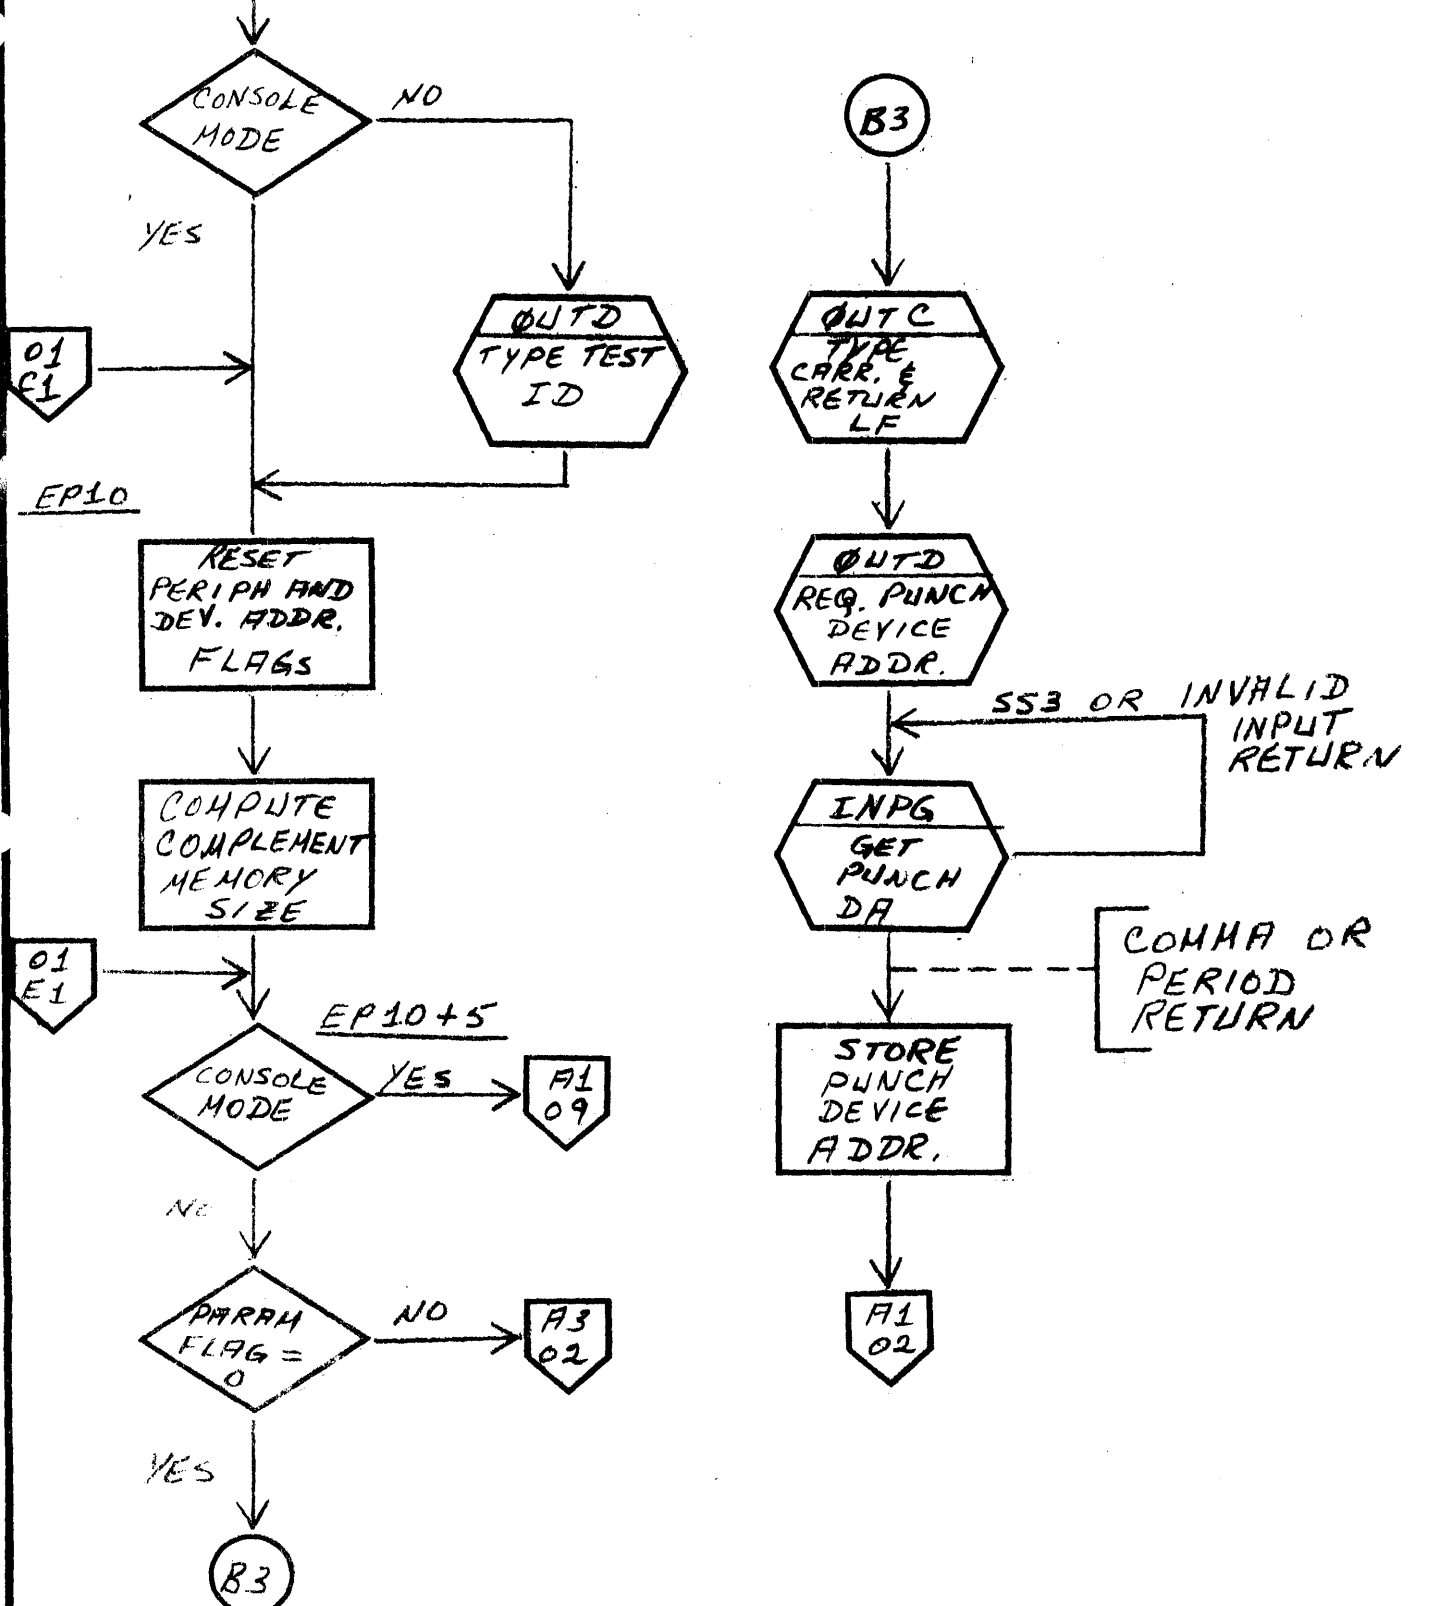 CONSOLE
MODE
NO
YES
ØUTD
TYPE TEST
ID
01
EP10
RESET
PERIPH AND
DEV. ADDR.
FLAGS
COMPUTE
COMPLEMENT
MEMORY
SIZE
01
E1
EP10+5
CONSOLE
MODE
YES
A1
09
NO
PARAM
FLAG =
0
NO
A3
02
YES
B3
B3
ØUTC
TYPE
CARR. &
RETURN
LF
ØUTD
REQ. PUNCH
DEVICE
ADDR.
SS3 OR INVALID
INPUT
RETURN
INPG
GET
PUNCH
DA
COMMA OR
PERIOD
RETURN
STORE
PUNCH
DEVICE
ADDR.
A1
02